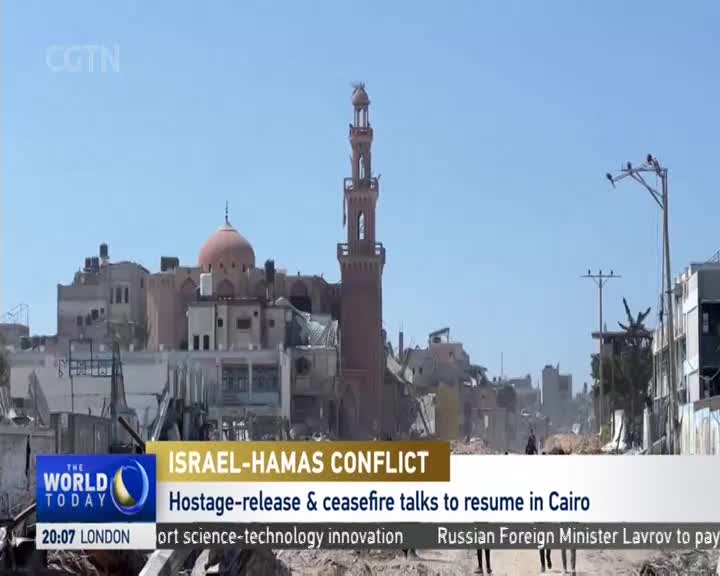 CGTN
ISRAEL-HAMAS CONFLICT
THE
WORLD
TODAY
Hostage-release & ceasefire talks to resume in Cairo
20:07 LONDON
ort science-technology innovation Russian Foreign Minister Lavrov to pay